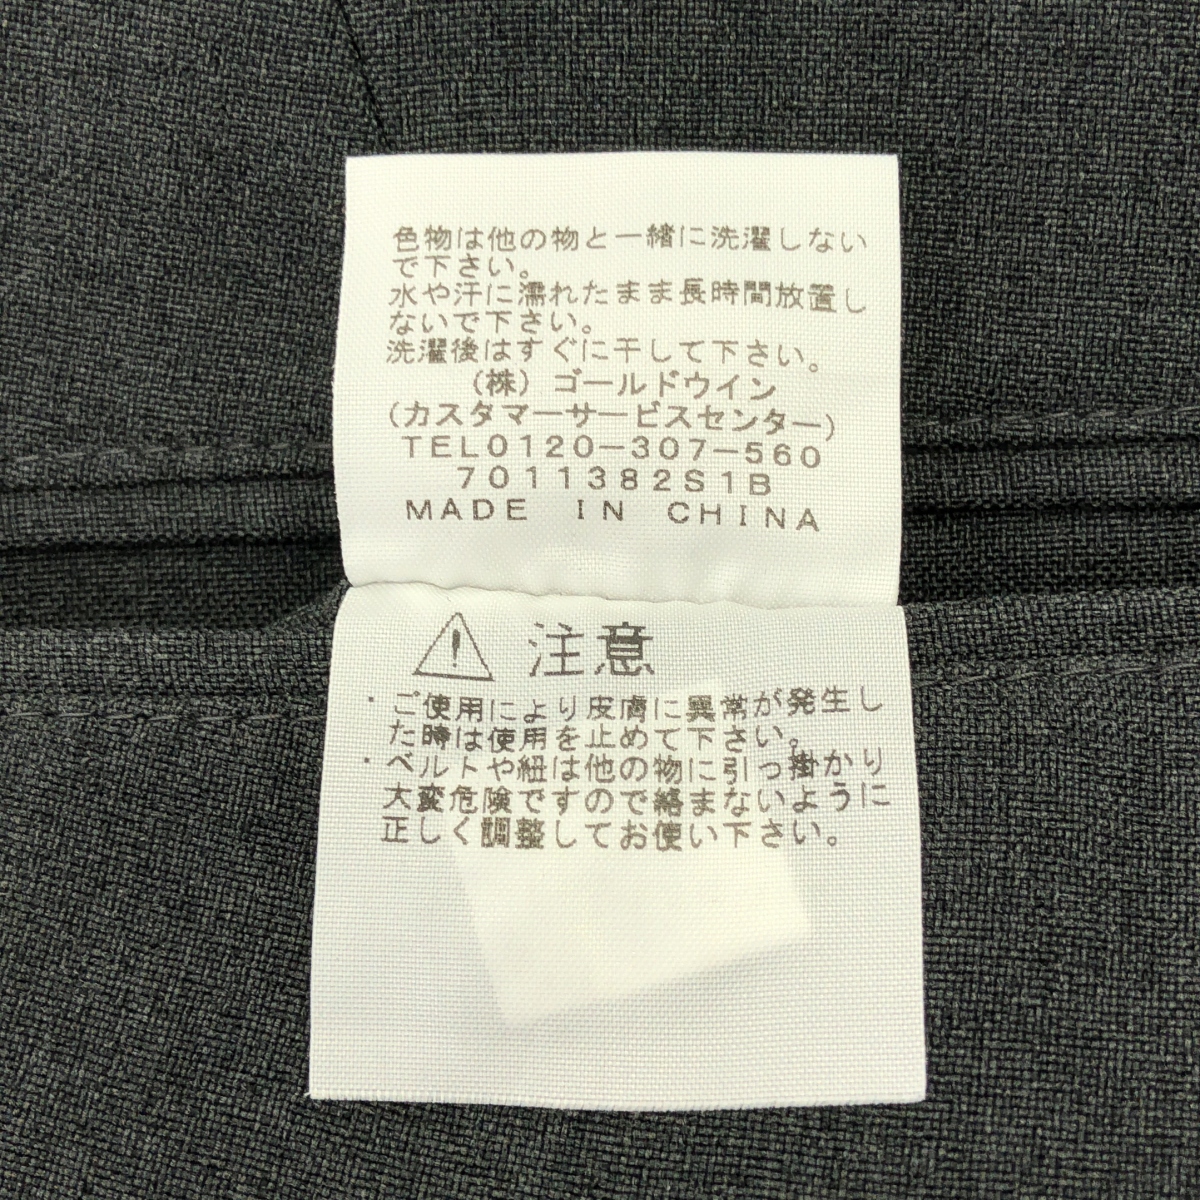 色物は他の物と一緒に洗濯しない
で下さい。
水や汗に濡れたまま長時間放置し
ないで下さい。
洗濯後はすぐに干して下さい。
（株）ゴールドウイン
(カスタマーサービスセンター)
TEL0120-307-560
7011382S1B
MADE IN CHINA
注意
・ご使用により皮膚に異常が発生し
た時は使用を止めて下さい。
・ベルトや紐は他の物に引っ掛かり
大変危険ですので絡まないように
正しく調整してお使い下さい。